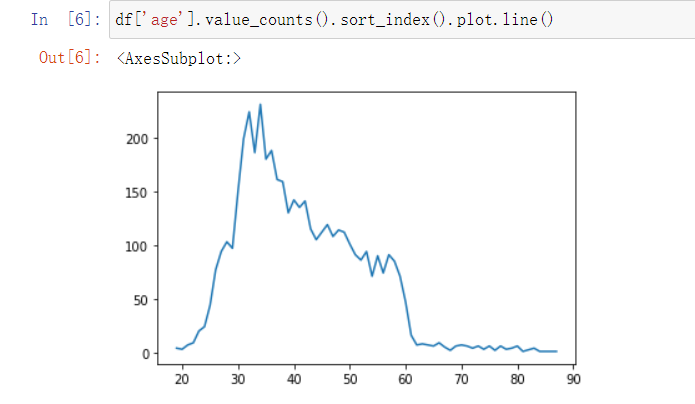 In [6]: df['age'].value_counts().sort_index().plot.line()
Out[6]: <AxesSubplot:>
200
150
100
50
0
20 30 40 50 60 70 80 90